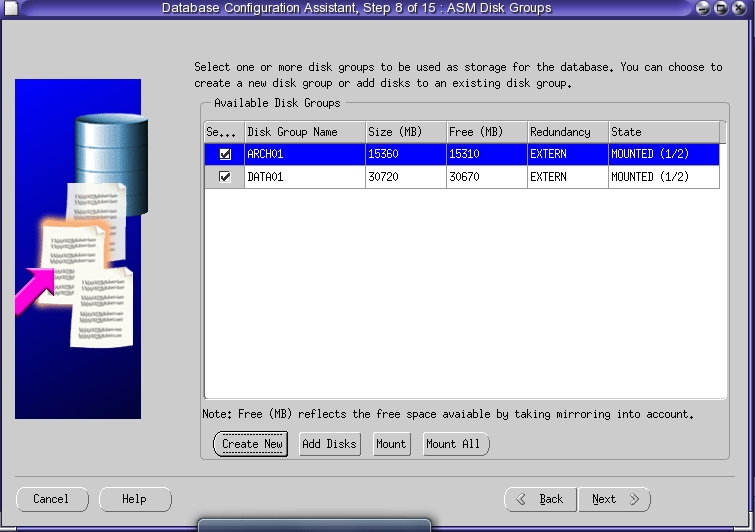 Database Configuration Assistant, Step 8 of 15 : ASM Disk Groups
Select one or more disk groups to be used as storage for the database. You can choose to
create a new disk group or add disks to an existing disk group.
Available Disk Groups
Se... Disk Group Name Size (MB) Free (MB) Redundancy State
ARCH01 15360 15310 EXTERN MOUNTED (1/2)
DATA01 30720 30670 EXTERN MOUNTED (1/2)
Note: Free (MB) reflects the free space avaiable by taking mirroring into account.
Create New Add Disks Mount Mount All
Cancel Help Back Next